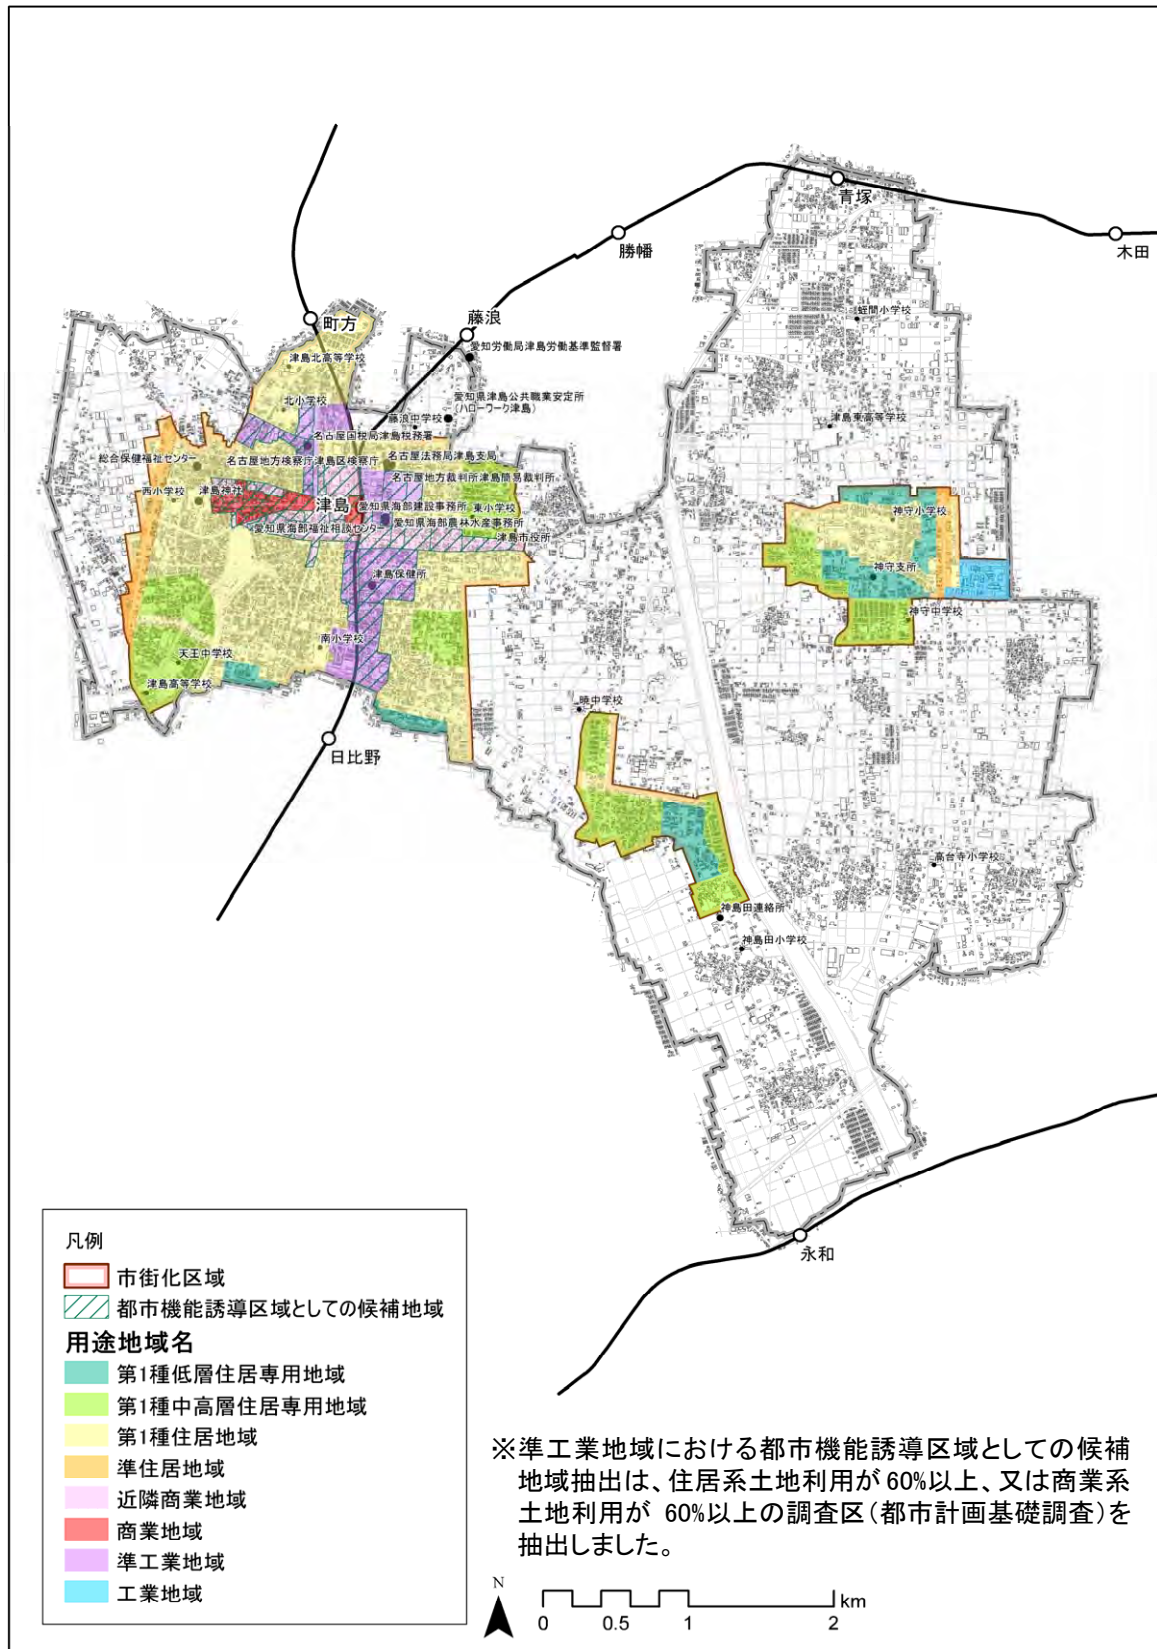 青塚
木田
勝幡
町方
藤浪
蛭間小学校
愛知労働局津島労働基準監督署
津島北高等学校
愛知県津島公共職業安定所
(ハローワーク津島)
北小学校
藤浪中学校
津島東高等学校
名古屋国税局津島税務署
総合保健福祉センター
名古屋地方検察庁津島区検察庁
名古屋法務局津島支局
名古屋地方裁判所津島簡易裁判所
西小学校
津島神社
津島
愛知県海部建設事務所
東小学校
神守小学校
愛知県海部福祉相談センター
愛知県海部農林水産事務所
津島市役所
神守支所
津島保健所
神守中学校
南小学校
天王中学校
津島高等学校
暁中学校
日比野
高台寺小学校
神島田連絡所
神島田小学校
永和
凡例
市街化区域
都市機能誘導区域としての候補地域
用途地域名
第1種低層住居専用地域
第1種中高層住居専用地域
第1種住居地域
準住居地域
近隣商業地域
商業地域
準工業地域
工業地域
※準工業地域における都市機能誘導区域としての候補
地域抽出は、住居系土地利用が60%以上、又は商業系
土地利用が 60%以上の調査区(都市計画基礎調査)を
抽出しました。
N
km
0 0.5 1 2